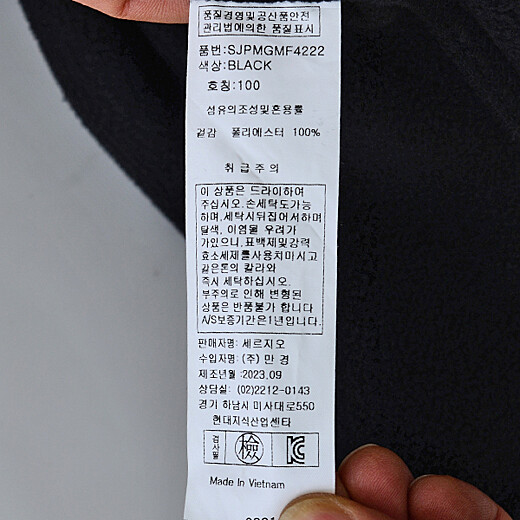 품질경영및공산품안전
관리법에의한 품질표시
품번: SJPMGMF4222
색상: BLACK
호칭: 100
섬유의조성및혼용률
겉감 폴리에스터 100%
취급주의
이 상품은 드라이하여
주십시오. 손세탁도가능
하며, 세탁시뒤집어서하며
탈색, 이염될 우려가
가있으니, 표백제및강력
효소세제를사용치마시고
같은톤의 칼라와
즉시 세탁하십시오.
부주의로 인해 변형된
상품은 반품불가 합니다
A/S보증기간은1년입니다.
판매자명: 세르지오
수입자명: (주) 만 경
제조년월: 2023.09
상담실: (02)2212-0143
경기 하남시 미사대로550
현대지식산업센타
검사필 檢 KC
Made In Vietnam